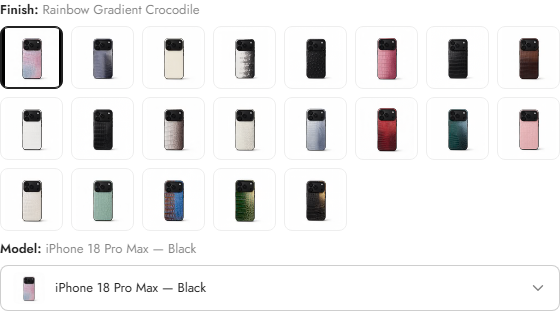 Finish: Rainbow Gradient Crocodile
Model: iPhone 18 Pro Max — Black
iPhone 18 Pro Max — Black